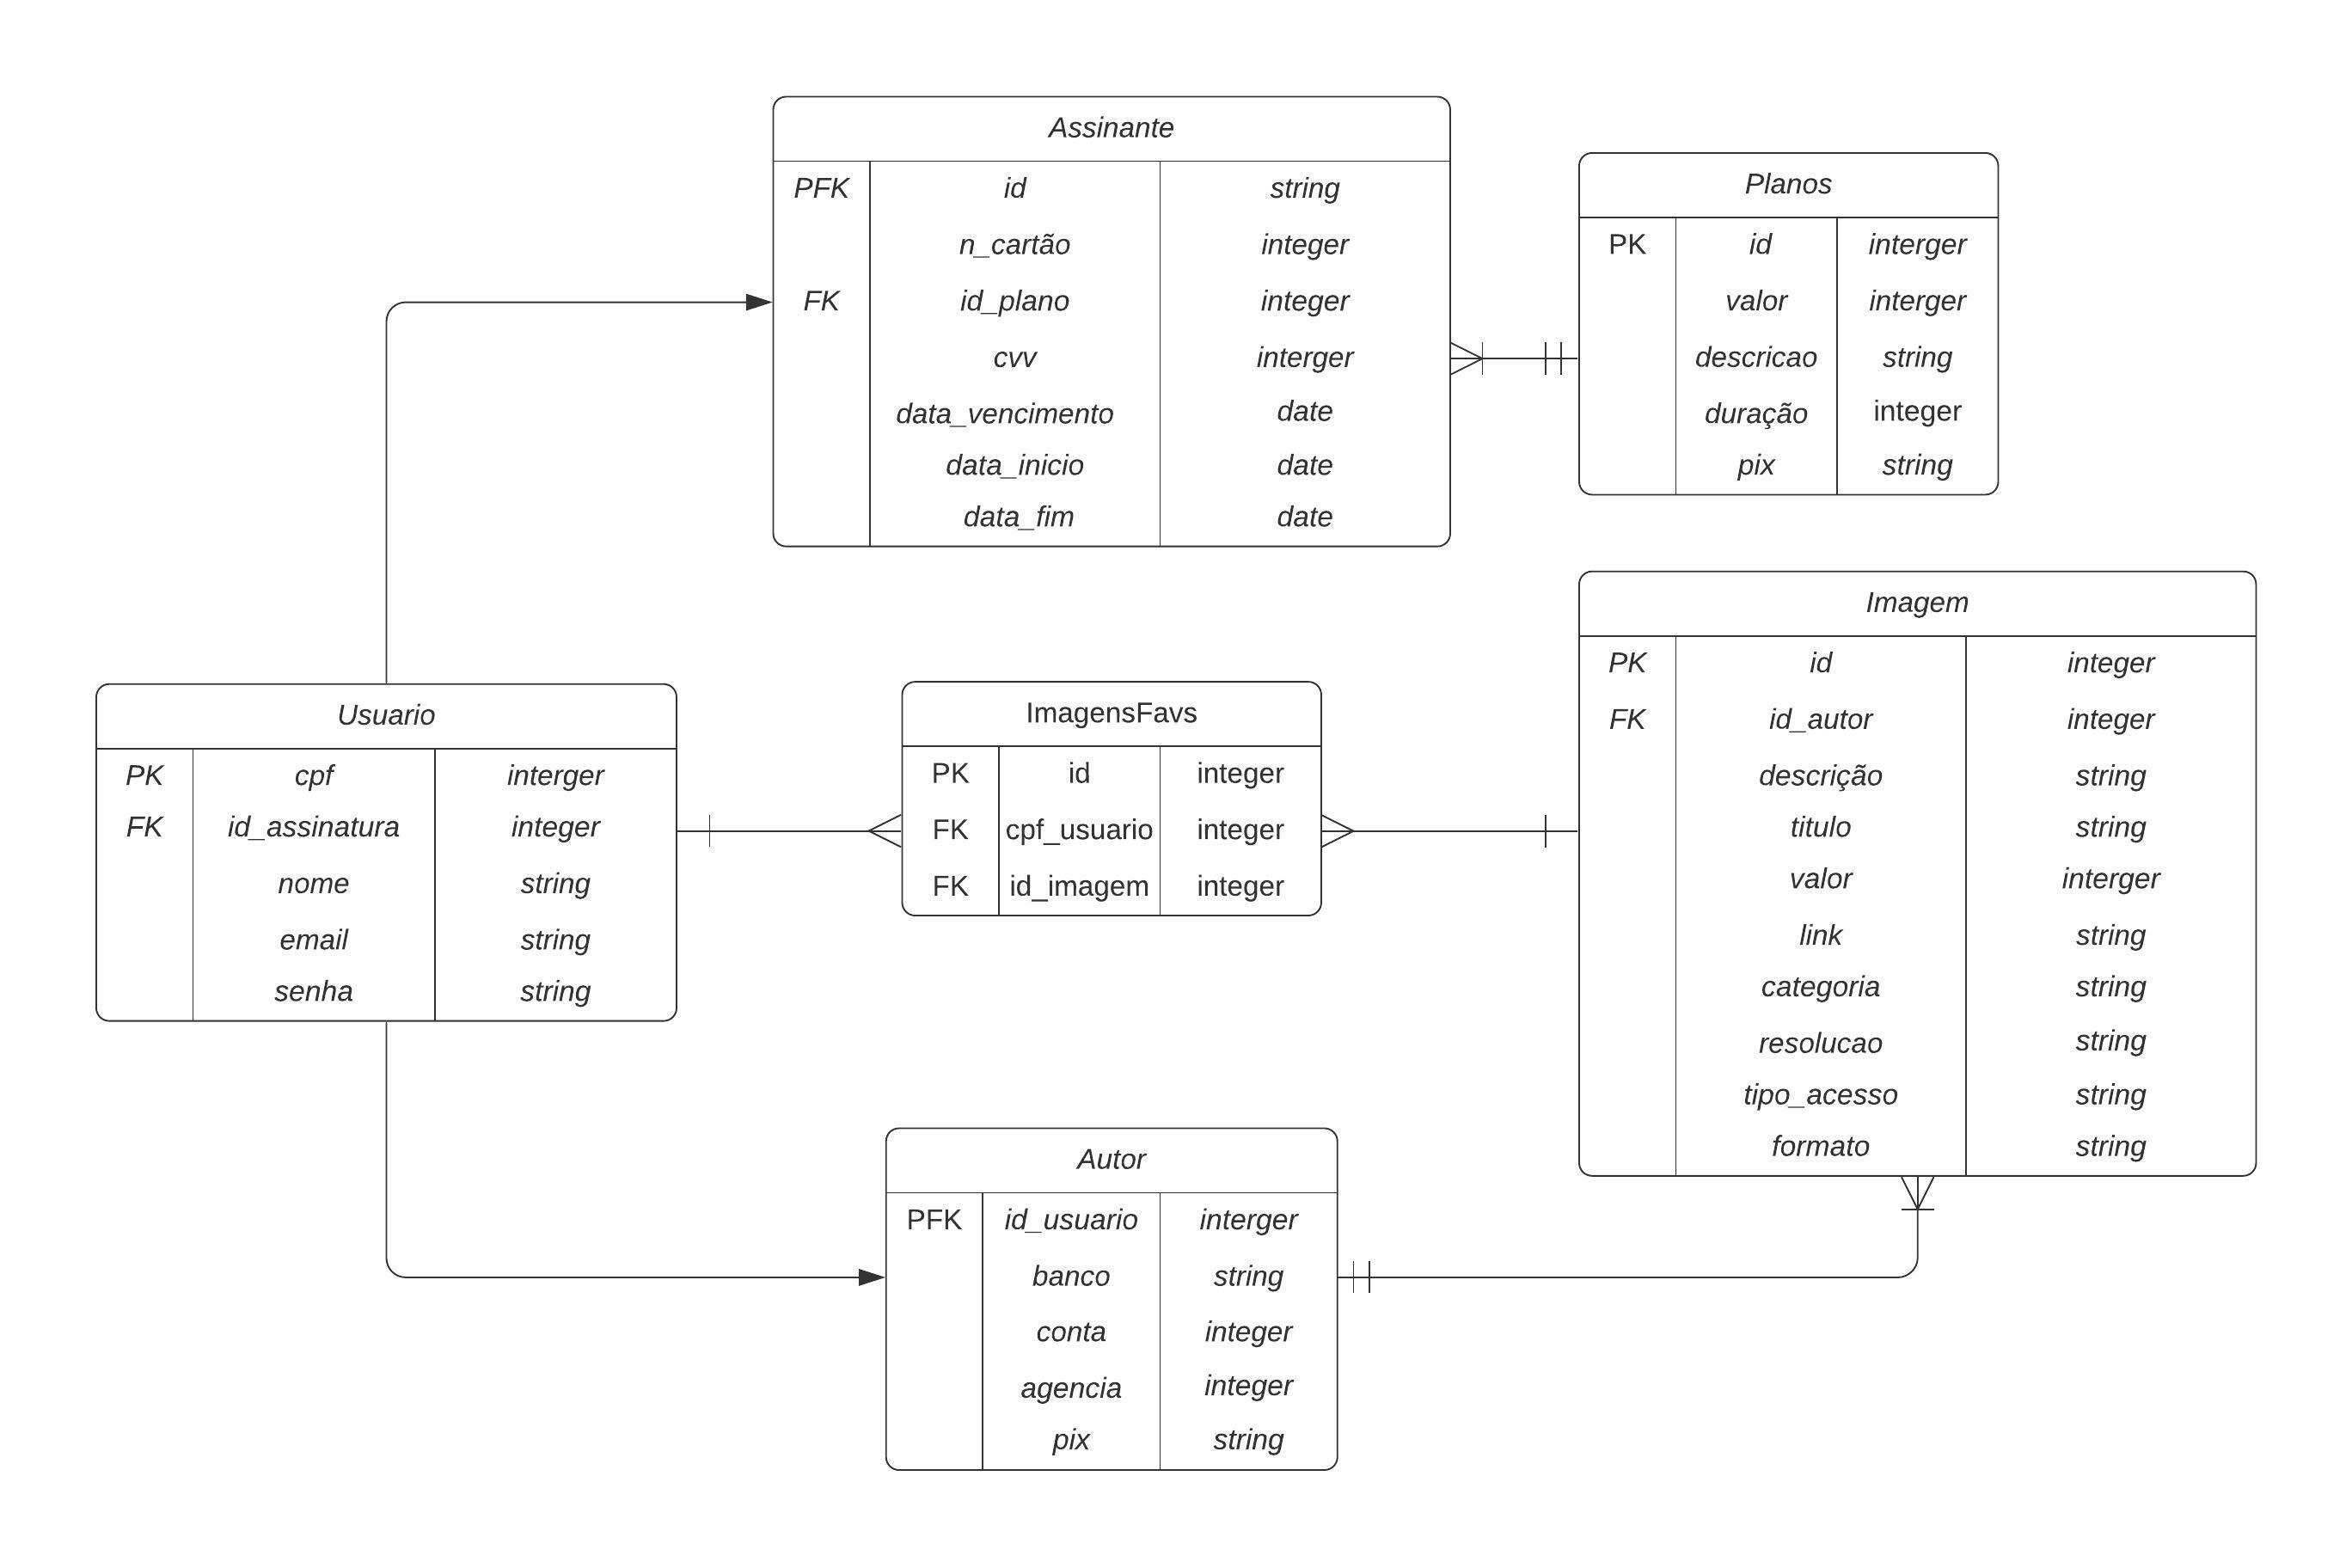 Assinante
PFK id string
n_cartão integer
FK id_plano integer
cvv interger
data_vencimento date
data_inicio date
data_fim date
Planos
PK id interger
valor interger
descricao string
duração integer
pix string
Usuario
PK cpf interger
FK id_assinatura integer
nome string
email string
senha string
ImagensFavs
PK id integer
FK cpf_usuario integer
FK id_imagem integer
Imagem
PK id integer
FK id_autor integer
descrição string
titulo string
valor interger
link string
categoria string
resolucao string
tipo_acesso string
formato string
Autor
PFK id_usuario interger
banco string
conta integer
agencia integer
pix string